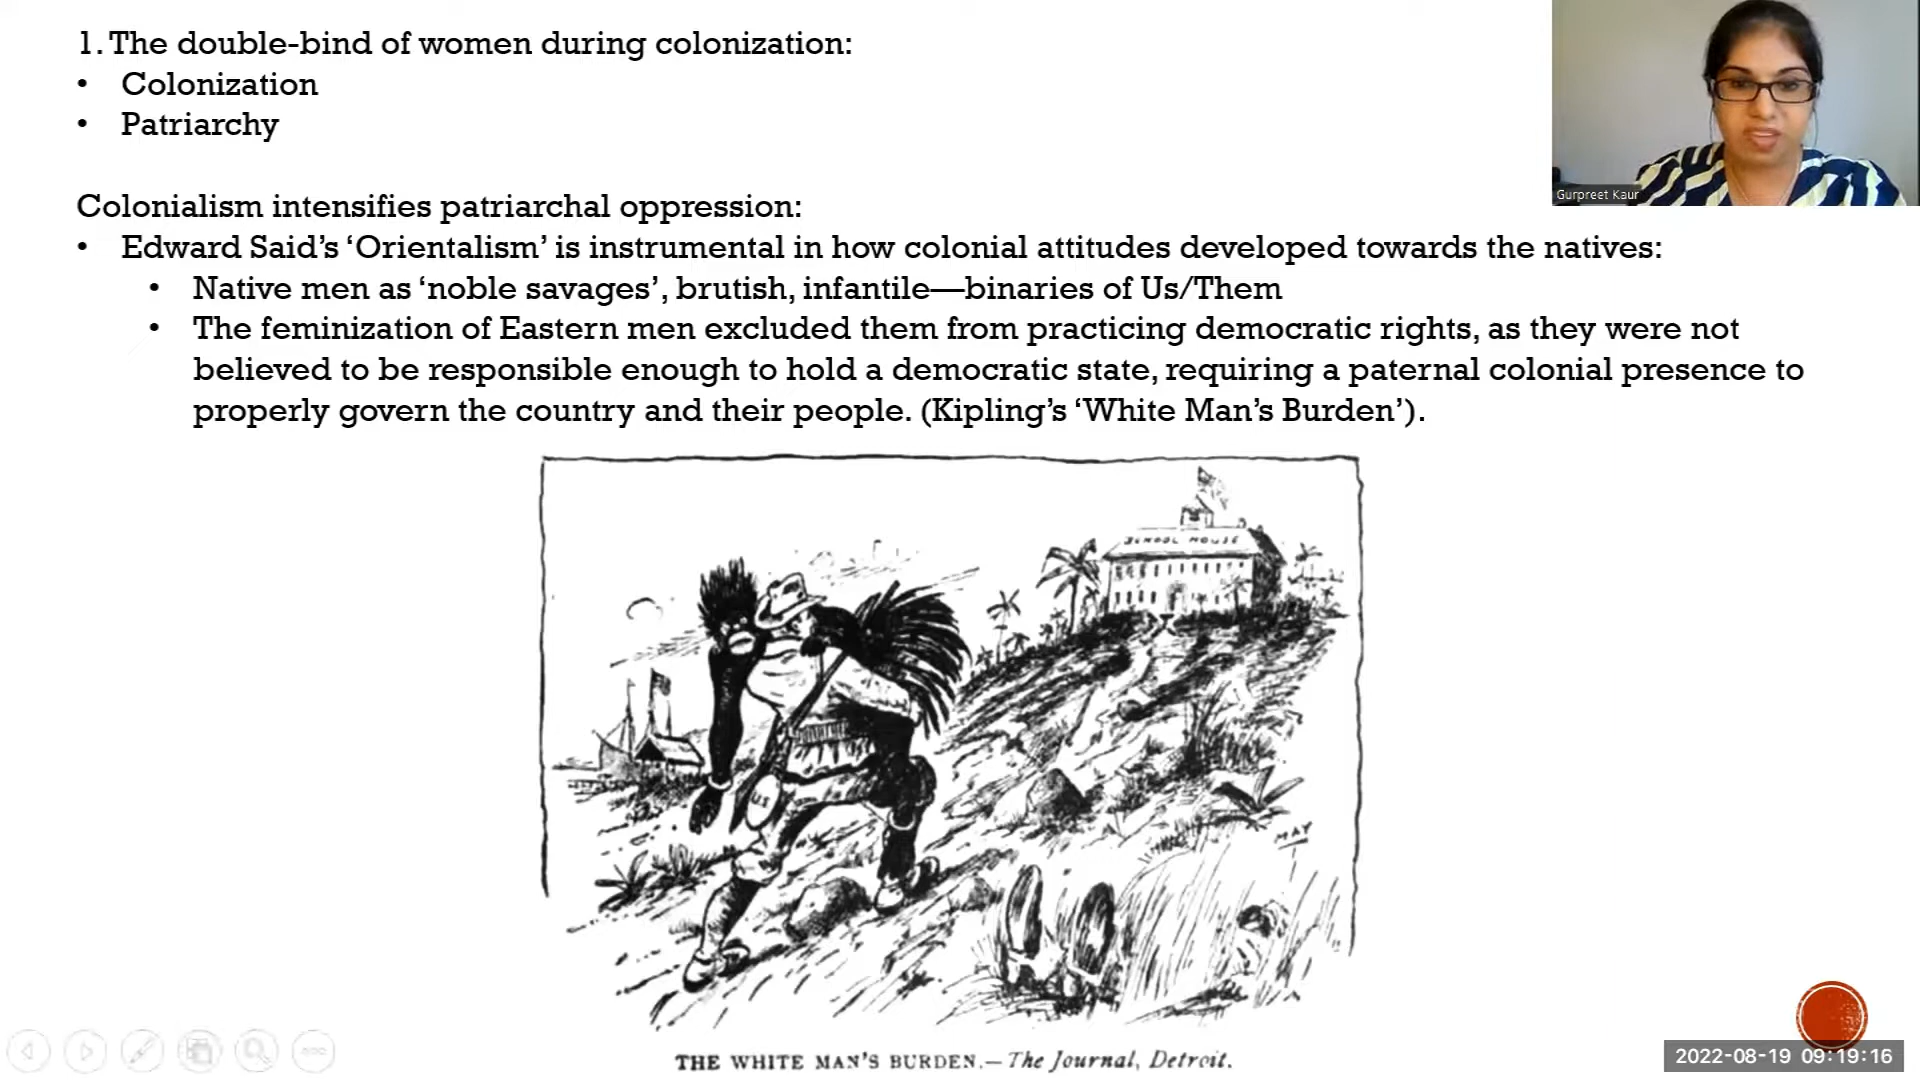 1. The double-bind of women during colonization:
• Colonization
• Patriarchy
Colonialism intensifies patriarchal oppression:
• Edward Said’s ‘Orientalism’ is instrumental in how colonial attitudes developed towards the natives:
• Native men as ‘noble savages’, brutish, infantile—binaries of Us/Them
• The feminization of Eastern men excluded them from practicing democratic rights, as they were not
believed to be responsible enough to hold a democratic state, requiring a paternal colonial presence to
properly govern the country and their people. (Kipling’s ‘White Man’s Burden’).
Gurpreet Kaur
SCHOOL HOUSE
US
MAY
THE WHITE MAN'S BURDEN.—The Journal, Detroit.
2022-08-19 09:19:16